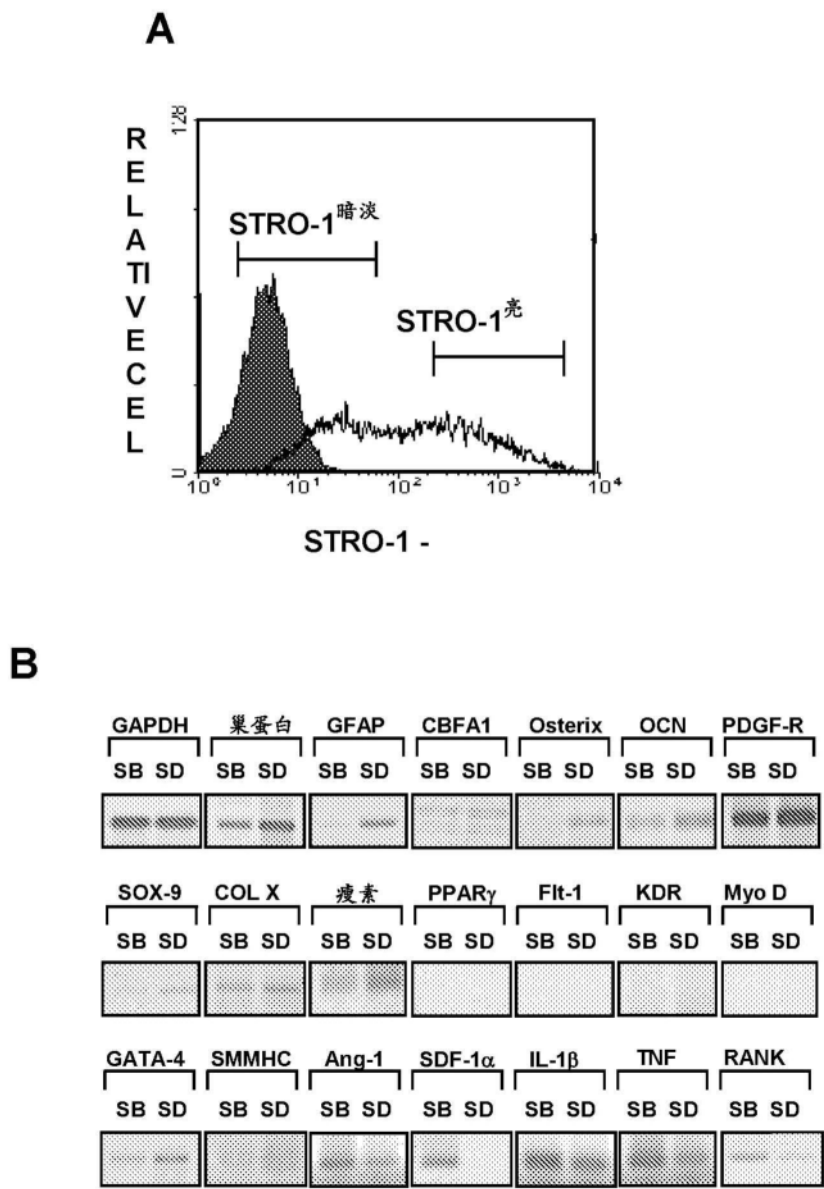 A
128
RELATIVECELL
STRO-1暗淡
STRO-1亮
10⁰ 10¹ 10² 10³ 10⁴
STRO-1 -
B
GAPDH 巢蛋白 GFAP CBFA1 Osterix OCN PDGF-R
SB SD SB SD SB SD SB SD SB SD SB SD SB SD
SOX-9 COL X 瘦素 PPARγ Flt-1 KDR Myo D
SB SD SB SD SB SD SB SD SB SD SB SD SB SD
GATA-4 SMMHC Ang-1 SDF-1α IL-1β TNF RANK
SB SD SB SD SB SD SB SD SB SD SB SD SB SD